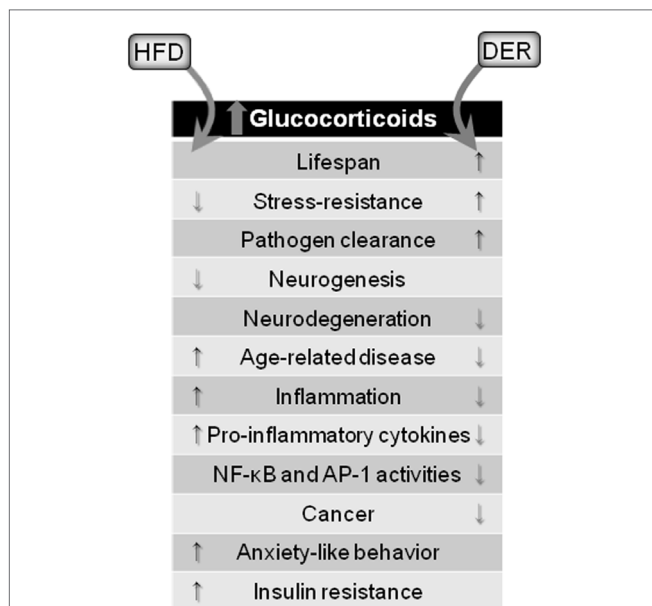 HFD
DER
Glucocorticoids
Lifespan ↑
↓ Stress-resistance ↑
Pathogen clearance ↑
↓ Neurogenesis
Neurodegeneration ↓
↑ Age-related disease ↓
↑ Inflammation ↓
↑ Pro-inflammatory cytokines ↓
NF-κB and AP-1 activities ↓
Cancer ↓
↑ Anxiety-like behavior
↑ Insulin resistance